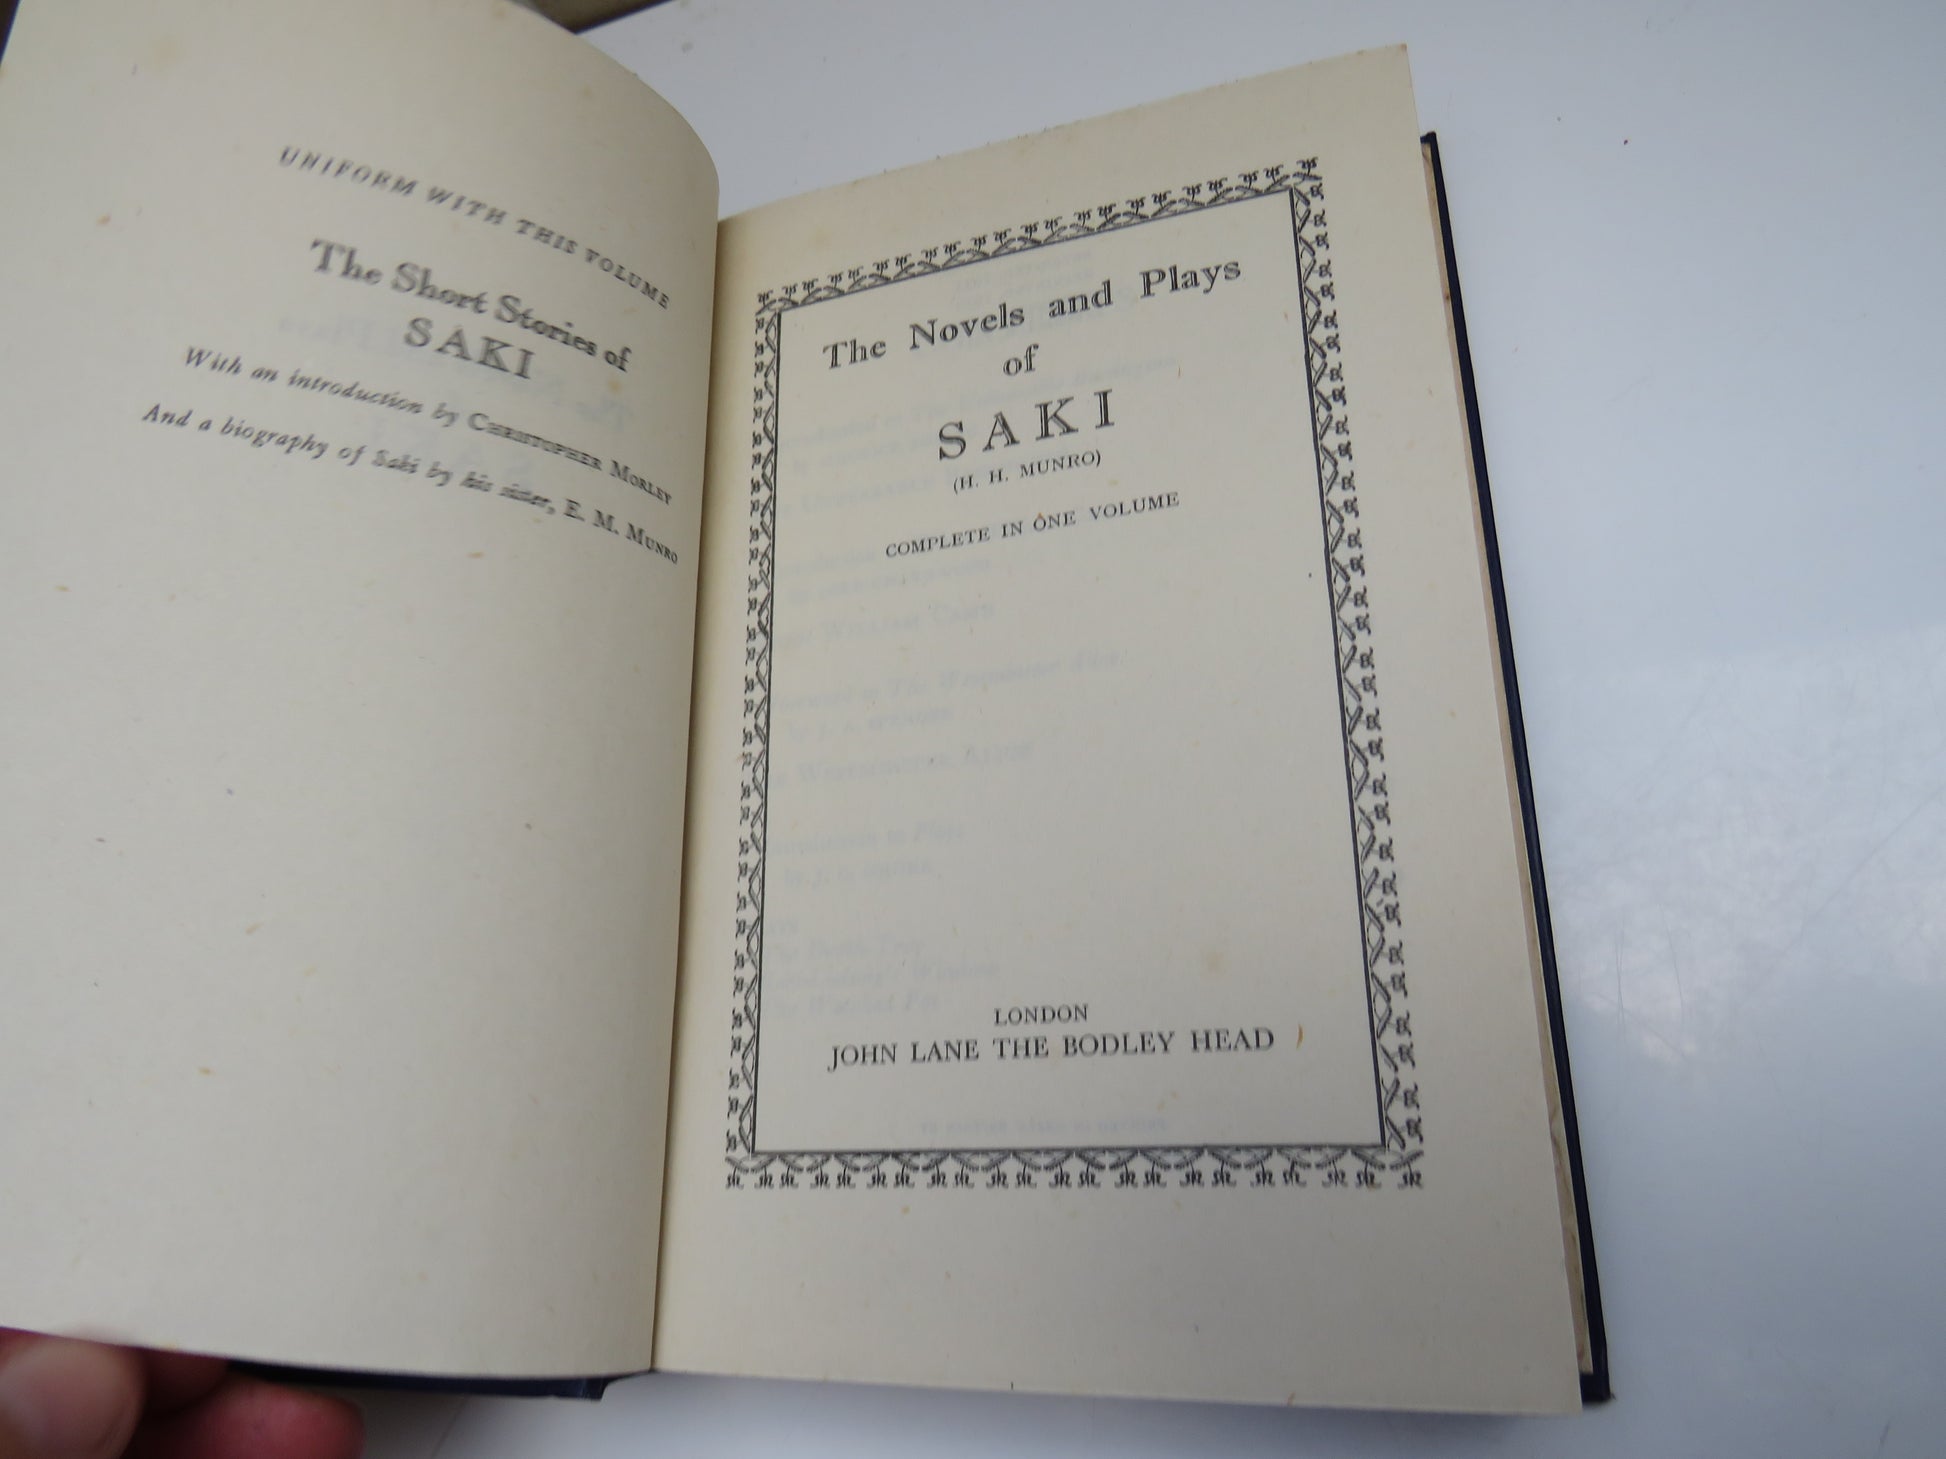 UNIFORM WITH THIS VOLUME
The Short Stories of
SAKI
With an introduction by CHRISTOPHER MORLEY
And a biography of Saki by his sister, E. M. MUNRO
The Novels and Plays
of
SAKI
(H. H. MUNRO)
COMPLETE IN ONE VOLUME
LONDON
JOHN LANE THE BODLEY HEAD